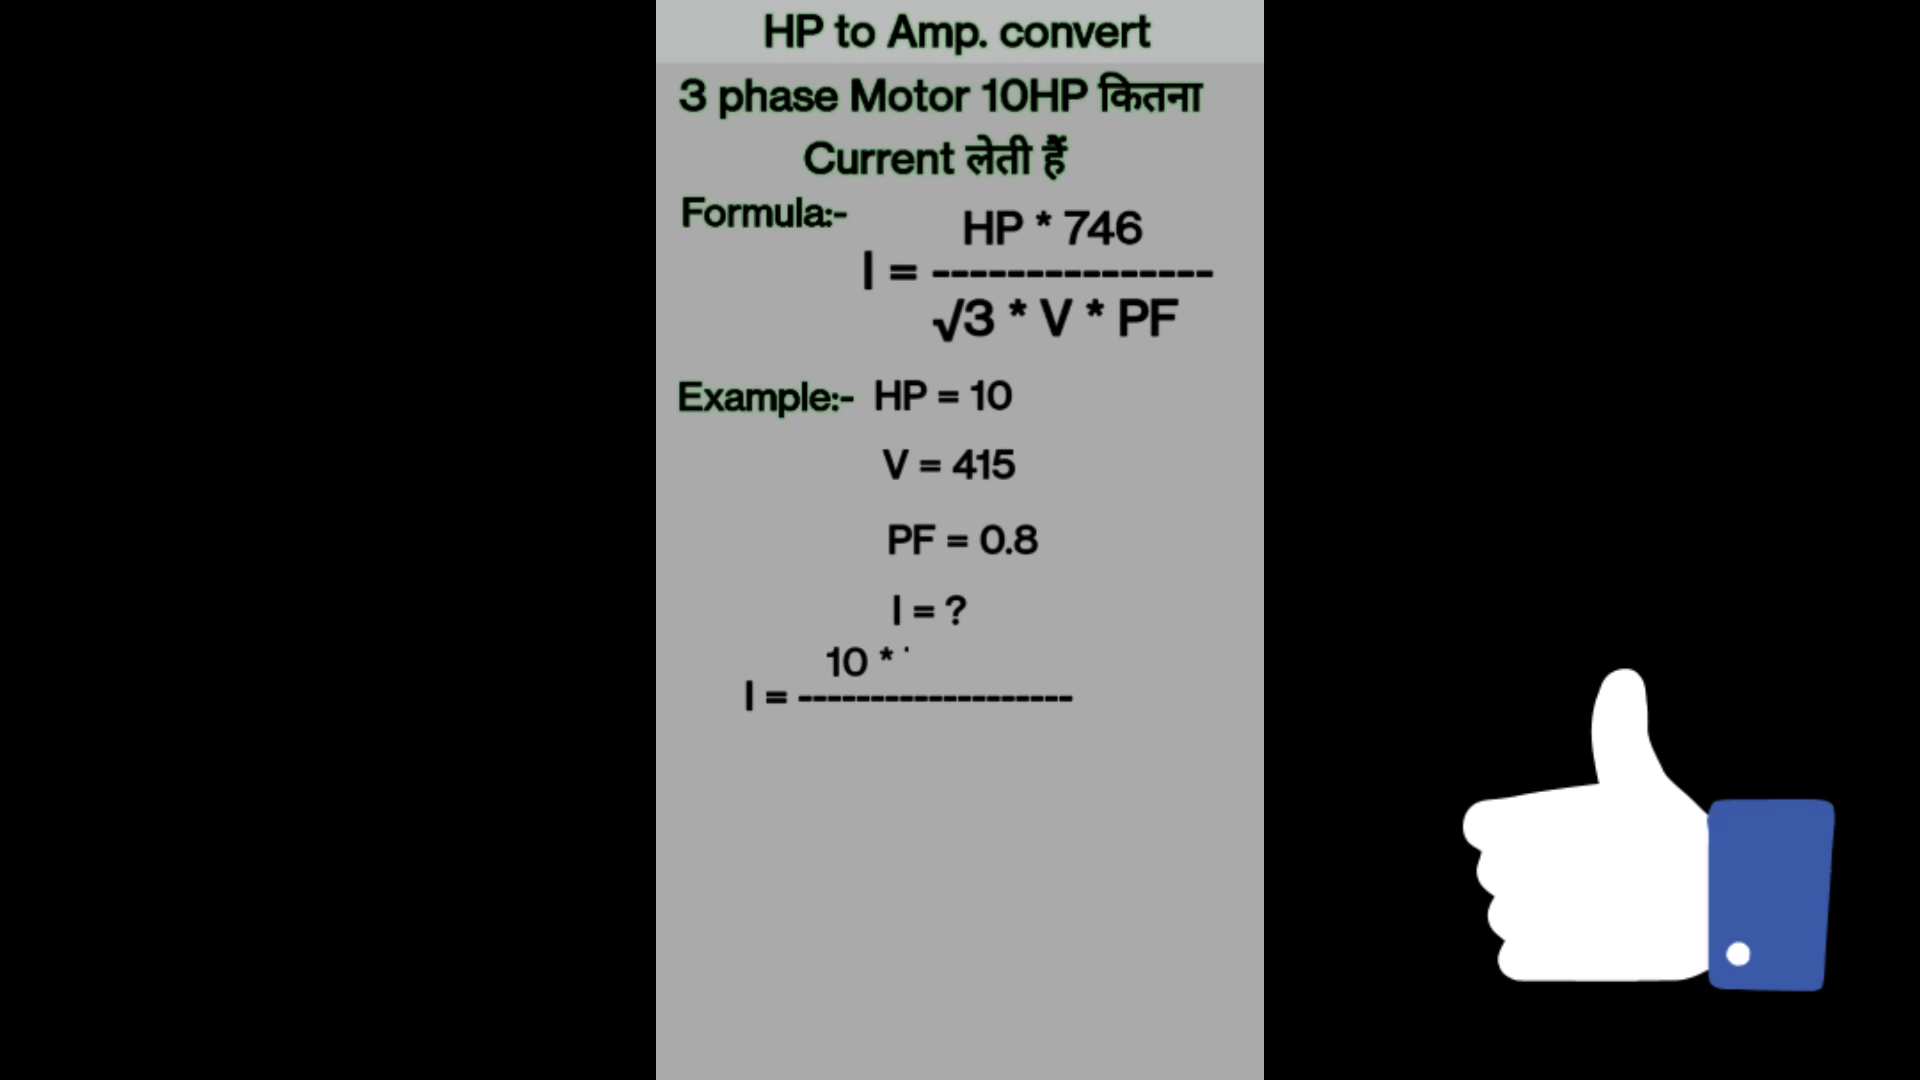 HP to Amp. convert
3 phase Motor 10HP कितना
Current लेती हैं
Formula:-
HP * 746
I = ---------------
√3 * V * PF
Example:- HP = 10
V = 415
PF = 0.8
I = ?
10 *
I = -------------------